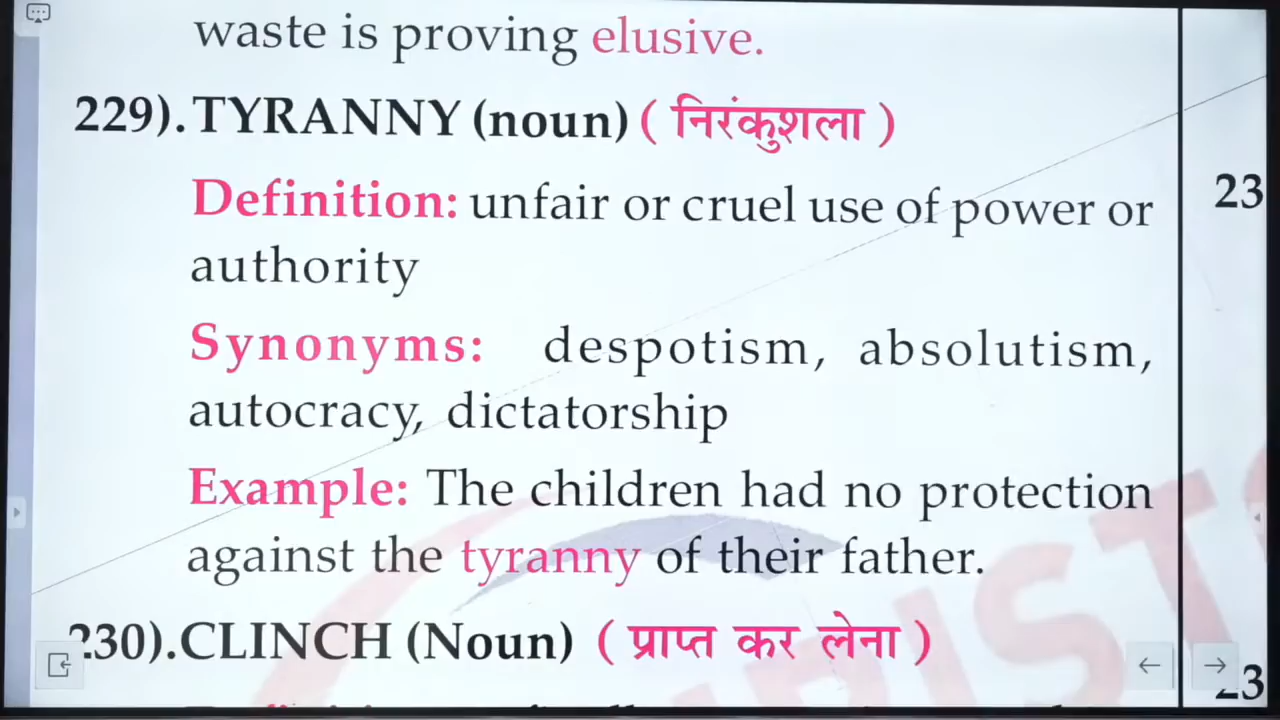 waste is proving elusive.
229). TYRANNY (noun) ( निरंकुशला )
Definition: unfair or cruel use of power or
authority
Synonyms: despotism, absolutism,
autocracy, dictatorship
Example: The children had no protection
against the tyranny of their father.
230). CLINCH (Noun) ( प्राप्त कर लेना )
23
23